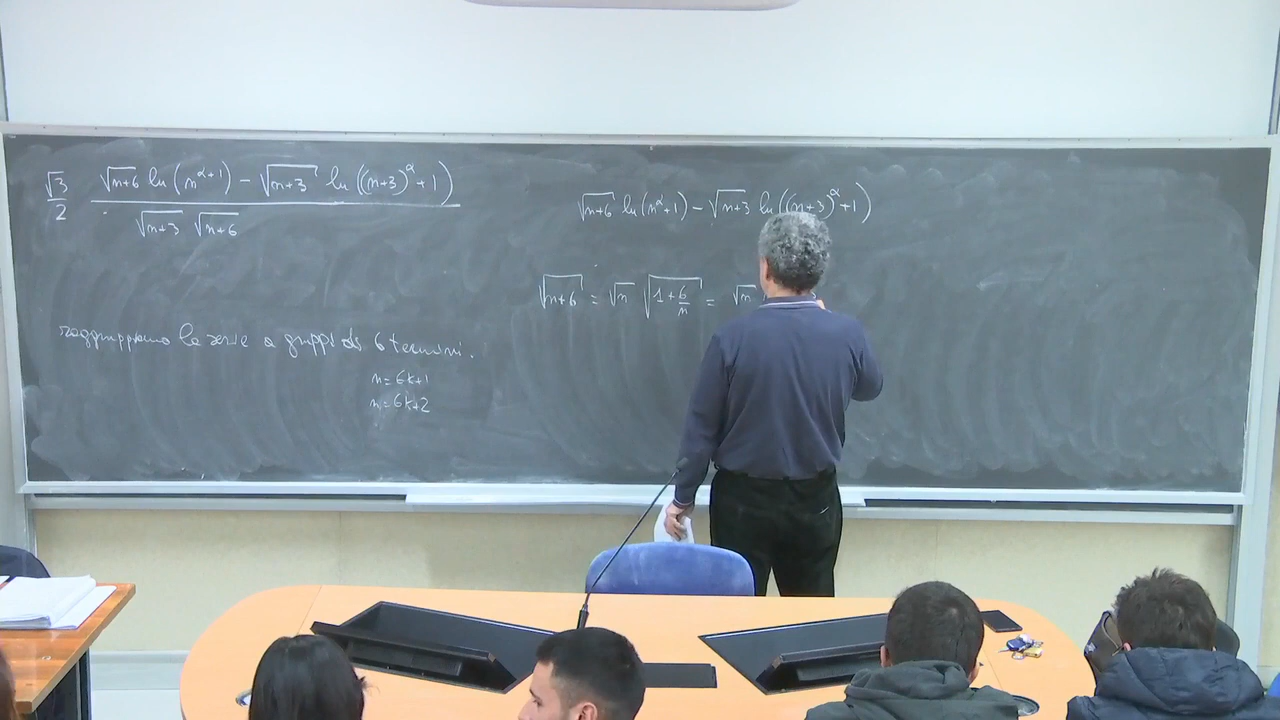 √3/2 (√n+6 ln(n^α+1) − √n+3 ln((n+3)^α+1)) / (√n+3 √n+6)
raggruppiamo la serie a gruppi di 6 termini.
n=6k+1
n=6k+2
√n+6 ln(n^α+1) − √n+3 ln((n+3)^α+1)
√n+6 = √n √1+6/n = √n